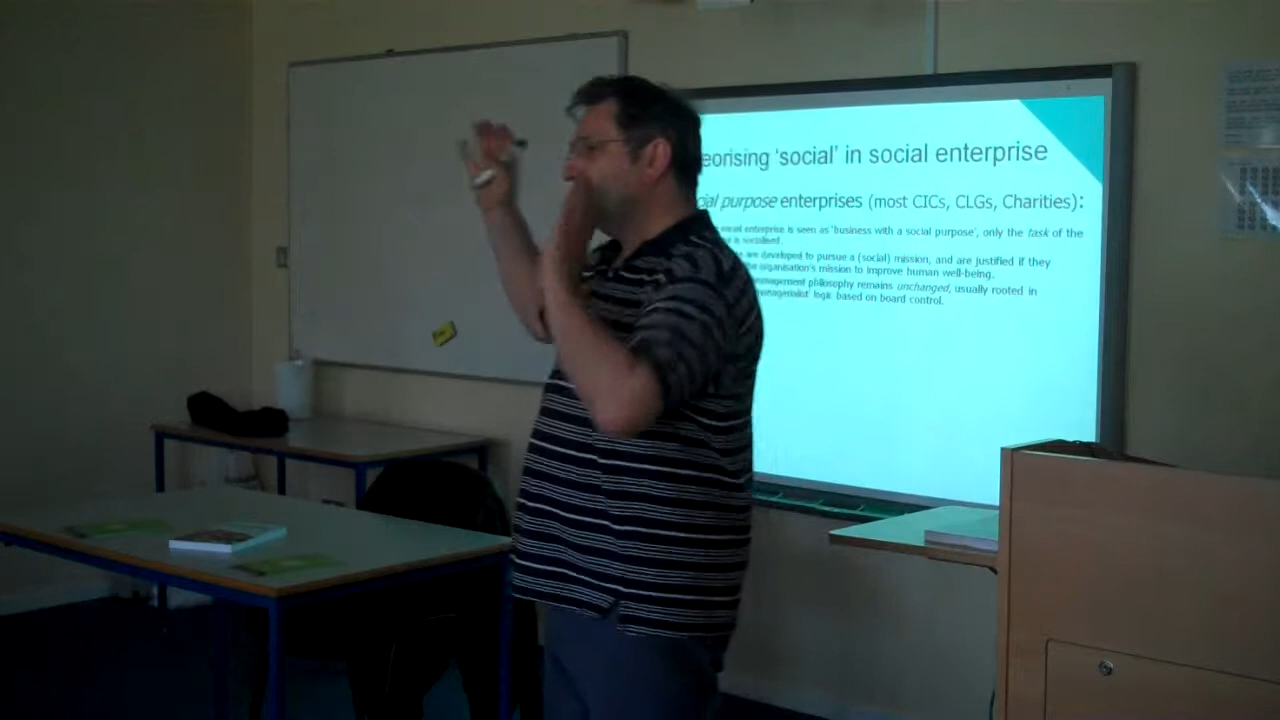 eorising 'social' in social enterprise
cial purpose enterprises (most CICs, CLGs, Charities):
social enterprise is seen as 'business with a social purpose', only the task of the
is socialised.
are developed to pursue a (social) mission, and are justified if they
the organisation's mission to improve human well-being.
management philosophy remains unchanged, usually rooted in
'managerialist' logic based on board control.